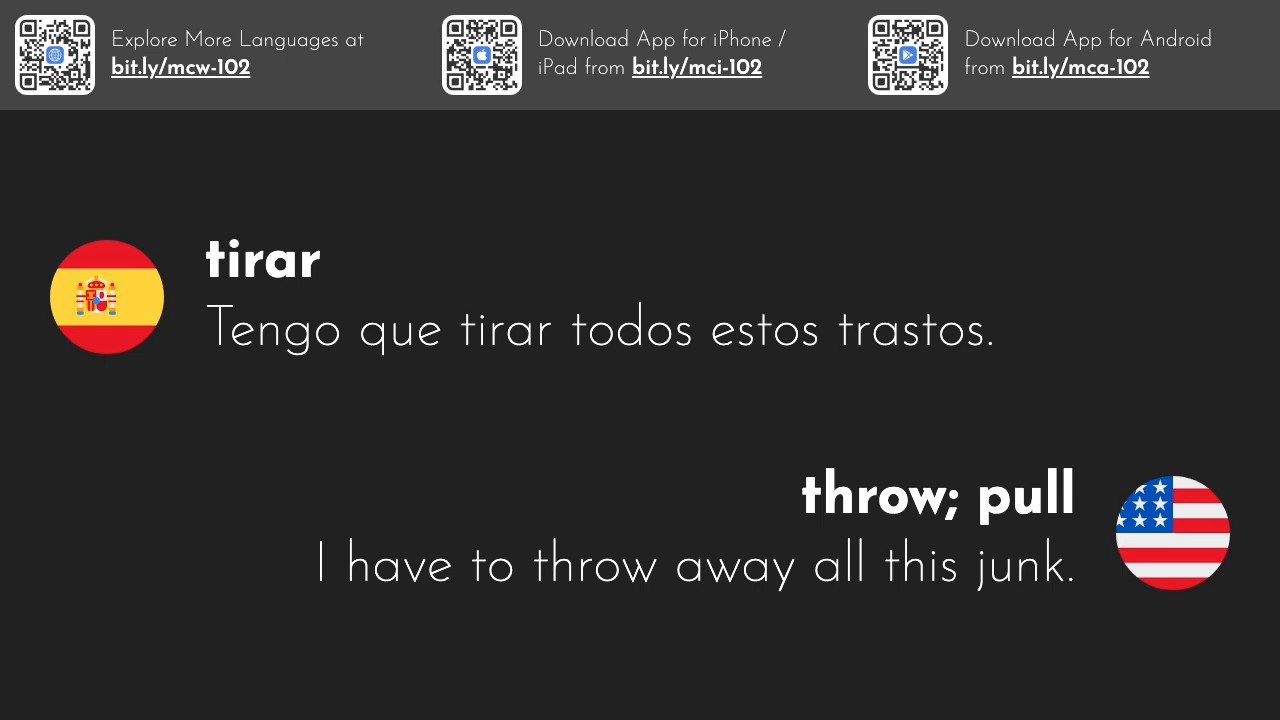 Explore More Languages at
bit.ly/mcw-102
Download App for iPhone /
iPad from bit.ly/mci-102
Download App for Android
from bit.ly/mca-102
tirar
Tengo que tirar todos estos trastos.
throw; pull
I have to throw away all this junk.